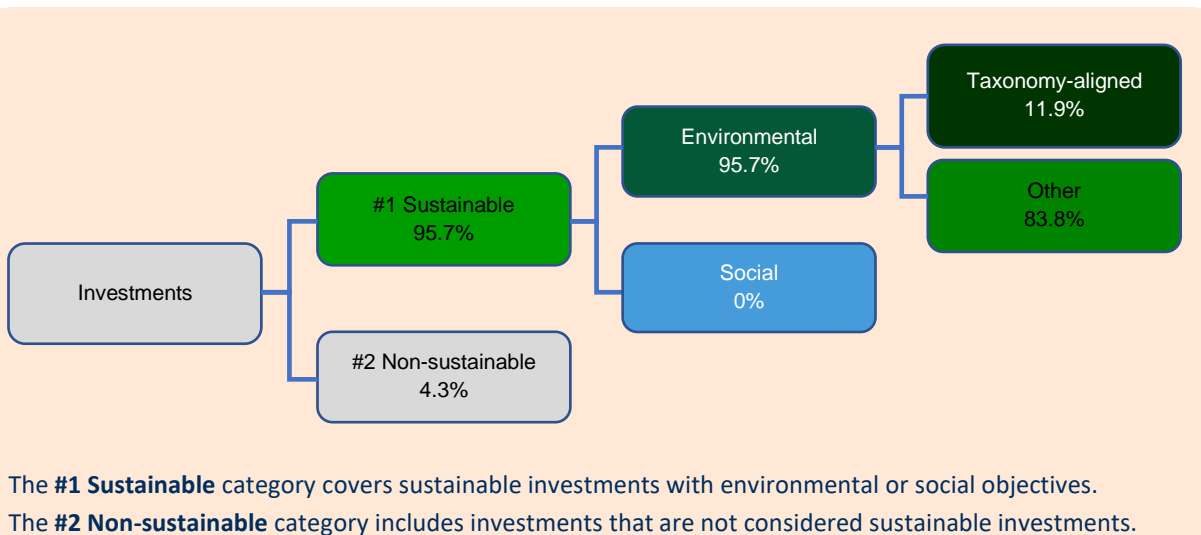 Investments
#1 Sustainable
95.7%
#2 Non-sustainable
4.3%
Environmental
95.7%
Social
0%
Taxonomy-aligned
11.9%
Other
83.8%
The #1 Sustainable category covers sustainable investments with environmental or social objectives.
The #2 Non-sustainable category includes investments that are not considered sustainable investments.